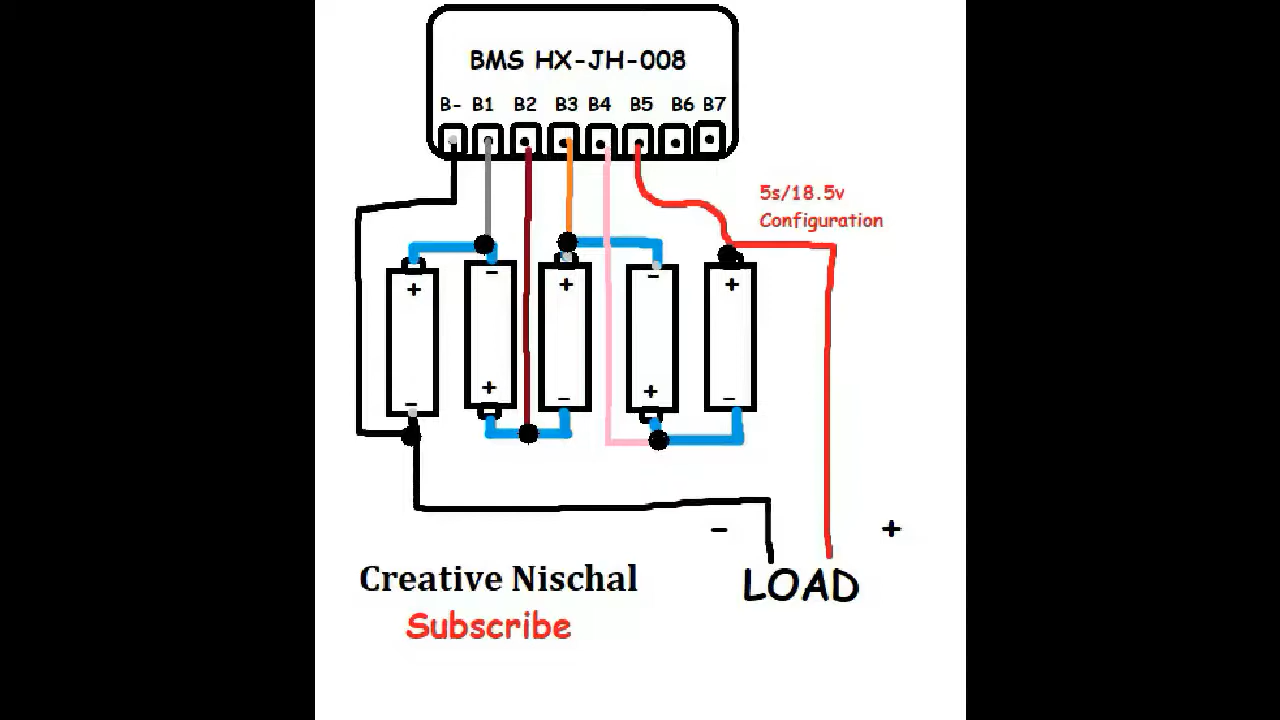 BMS HX-JH-008
B- B1 B2 B3 B4 B5 B6 B7
5s/18.5v
Configuration
+ - + - +
- + - + -
- +
LOAD
Creative Nischal
Subscribe